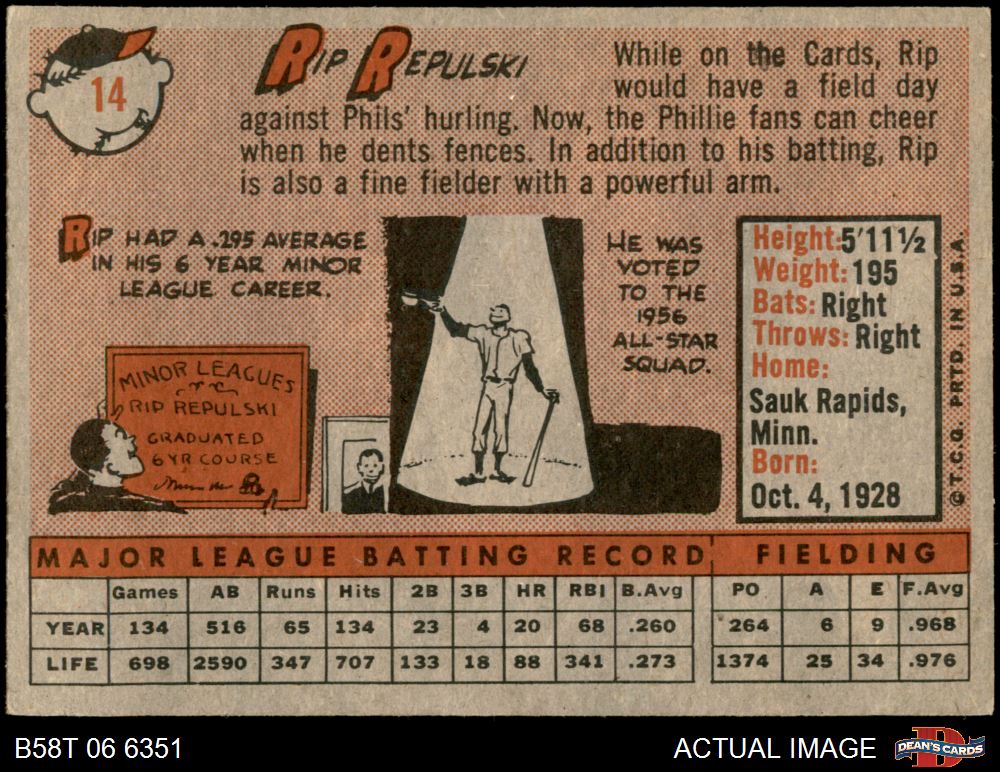 14
RIP REPULSKI
While on the Cards, Rip
would have a field day
against Phils' hurling. Now, the Phillie fans can cheer
when he dents fences. In addition to his batting, Rip
is also a fine fielder with a powerful arm.
RIP HAD A .295 AVERAGE
IN HIS 6 YEAR MINOR
LEAGUE CAREER.
MINOR LEAGUES
RIP REPULSKI
GRADUATED
6 YR COURSE
HE WAS
VOTED
TO THE
1956
ALL-STAR
SQUAD.
Height: 5'11½
Weight: 195
Bats: Right
Throws: Right
Home:
Sauk Rapids,
Minn.
Born:
Oct. 4, 1928
© T.C.G. PRTD. IN U.S.A.
MAJOR LEAGUE BATTING RECORD FIELDING
Games AB Runs Hits 2B 3B HR RBI B.Avg PO A E F.Avg
YEAR 134 516 65 134 23 4 20 68 .260 264 6 9 .968
LIFE 698 2590 347 707 133 18 88 341 .273 1374 25 34 .976
B58T 06 6351
ACTUAL IMAGE
DEAN'S CARDS